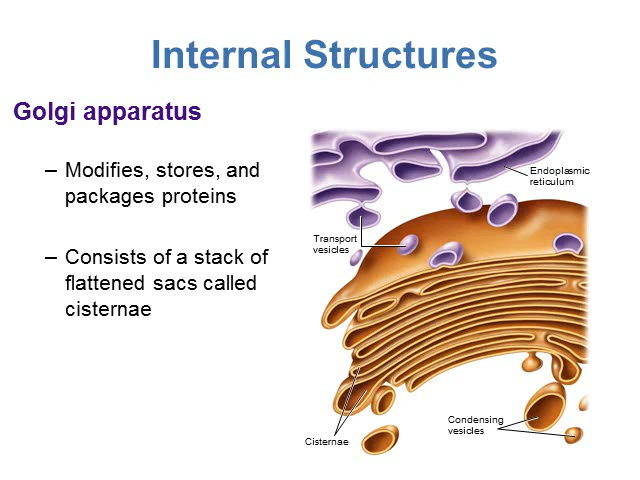 Internal Structures
Golgi apparatus
– Modifies, stores, and
packages proteins
– Consists of a stack of
flattened sacs called
cisternae
Endoplasmic
reticulum
Transport
vesicles
Condensing
vesicles
Cisternae